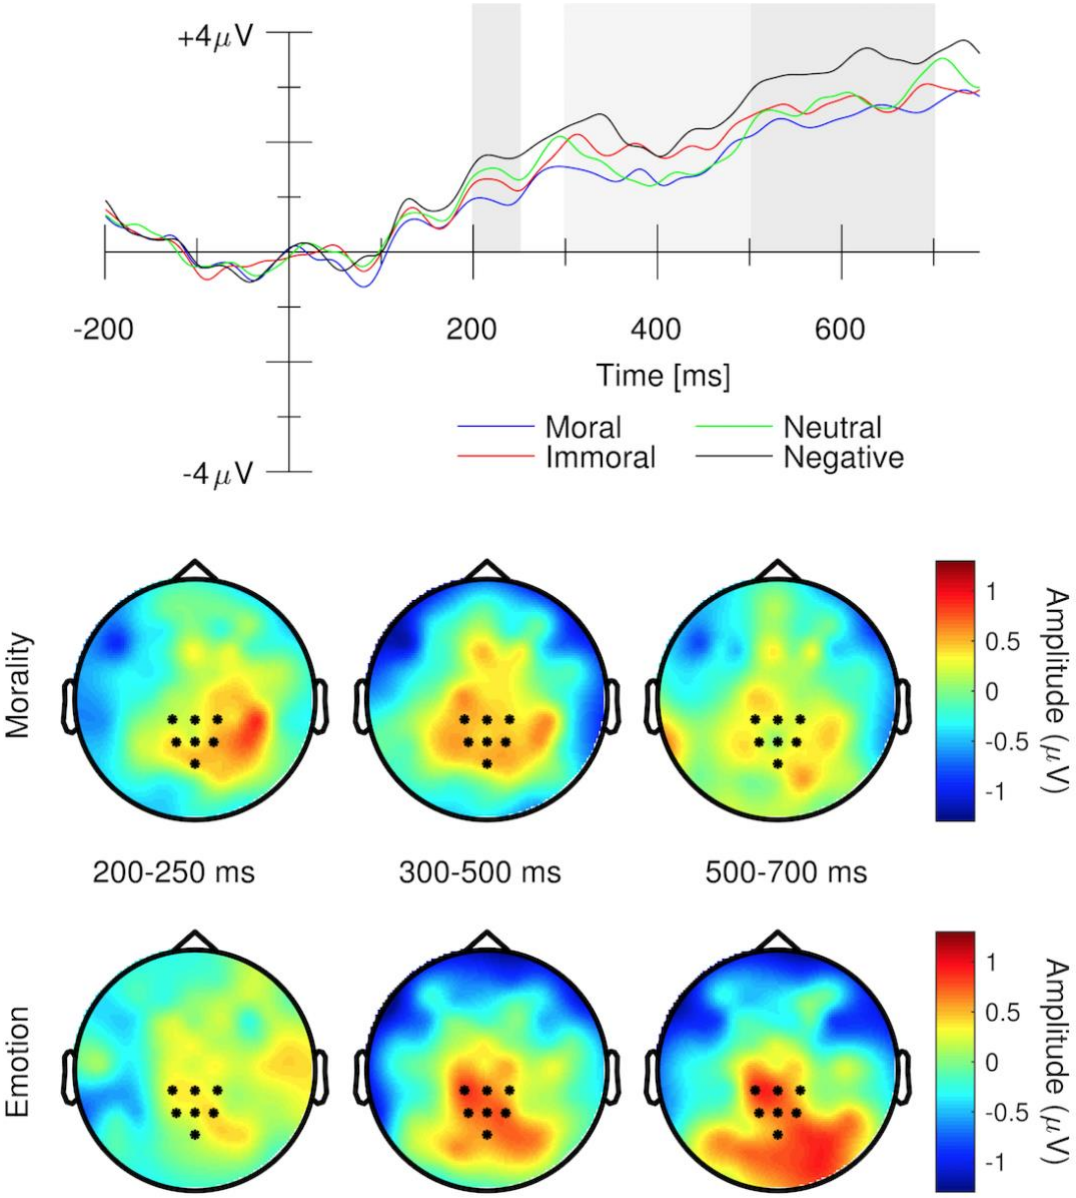 +4μV
-200 200 400 600
Time [ms]
Moral Neutral
Immoral Negative
-4μV
Morality
1
0.5
0
-0.5
-1
Amplitude (μV)
200-250 ms 300-500 ms 500-700 ms
Emotion
1
0.5
0
-0.5
-1
Amplitude (μV)